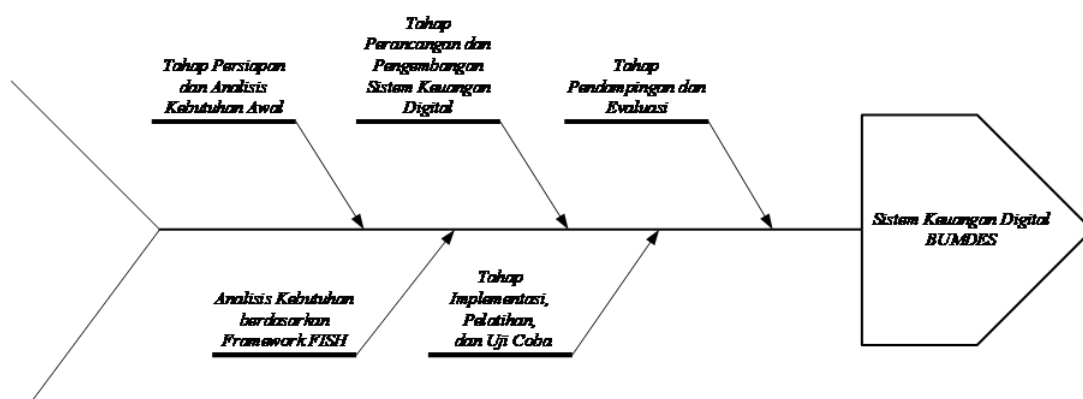 Tahap Persiapan
dan Analisis
Kebutuhan Awal
Tahap
Perancangan dan
Pengembangan
Sistem Keuangan
Digital
Tahap
Pendampingan dan
Evaluasi
Sistem Keuangan Digital
BUMDES
Analisis Kebutuhan
berdasarkan
Framework FISH
Tahap
Implementasi,
Pelatihan,
dan Uji Coba